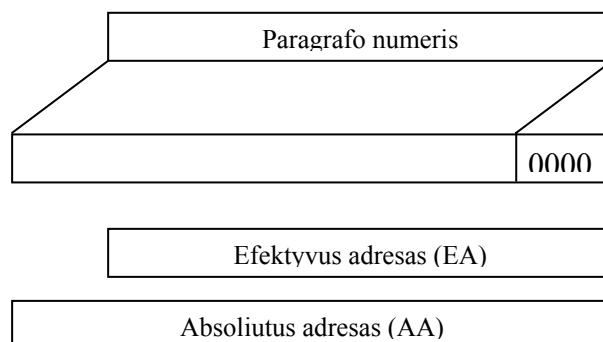 Paragrafo numeris
0000
Efektyvus adresas (EA)
Absoliutus adresas (AA)